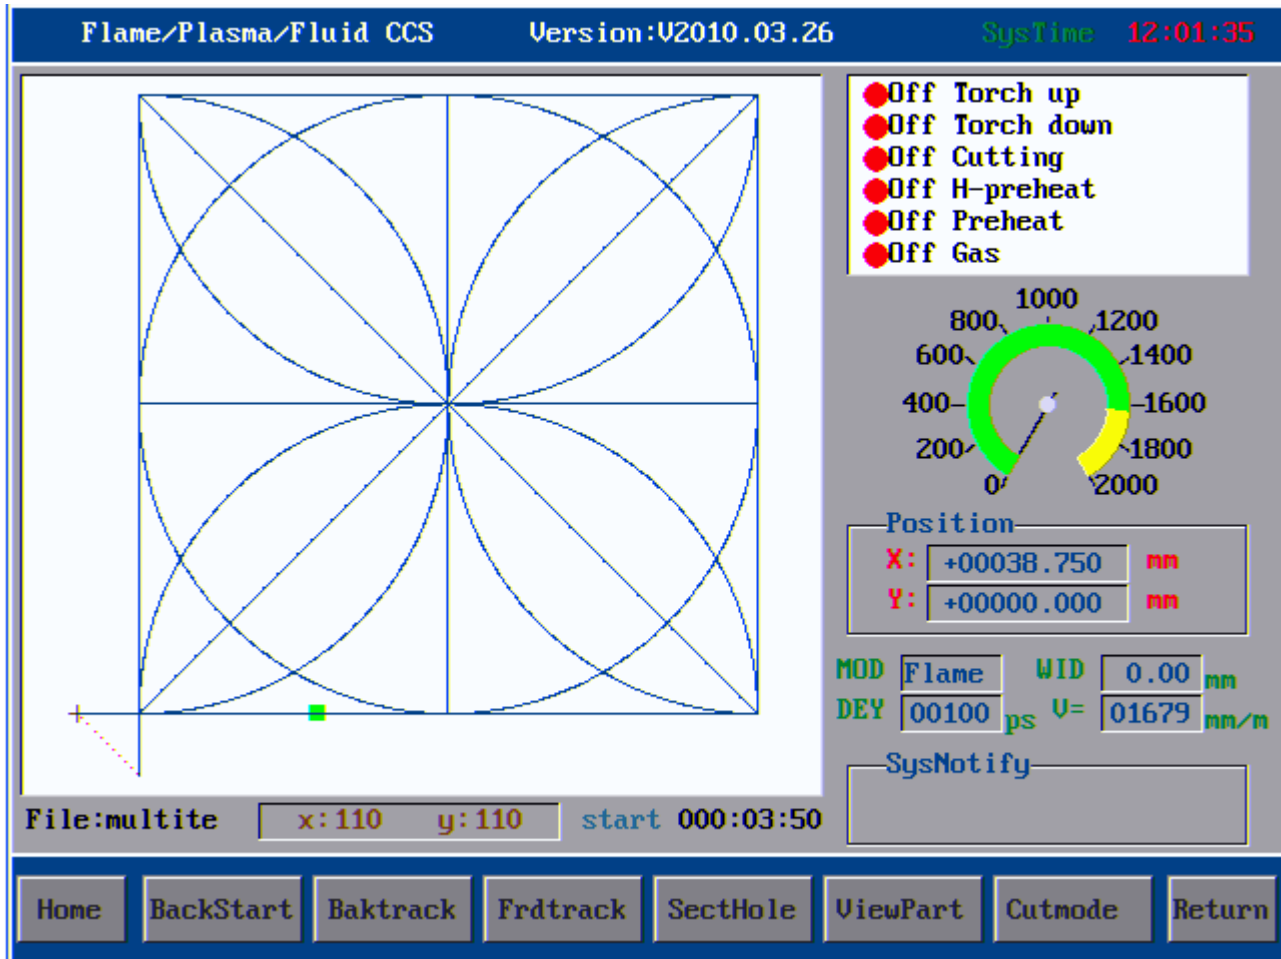 Flame/Plasma/Fluid CCS Version:V2010.03.26 SysTime 12:01:35
Off Torch up
Off Torch down
Off Cutting
Off H-preheat
Off Preheat
Off Gas
1000
800 1200
600 1400
400 1600
200 1800
0 2000
Position
X: +00038.750 mm
Y: +00000.000 mm
MOD Flame WID 0.00 mm
DEY 00100 ps V= 01679 mm/m
SysNotify
File:multite x:110 y:110 start 000:03:50
Home BackStart Baktrack Frdtrack SectHole ViewPart Cutmode Return